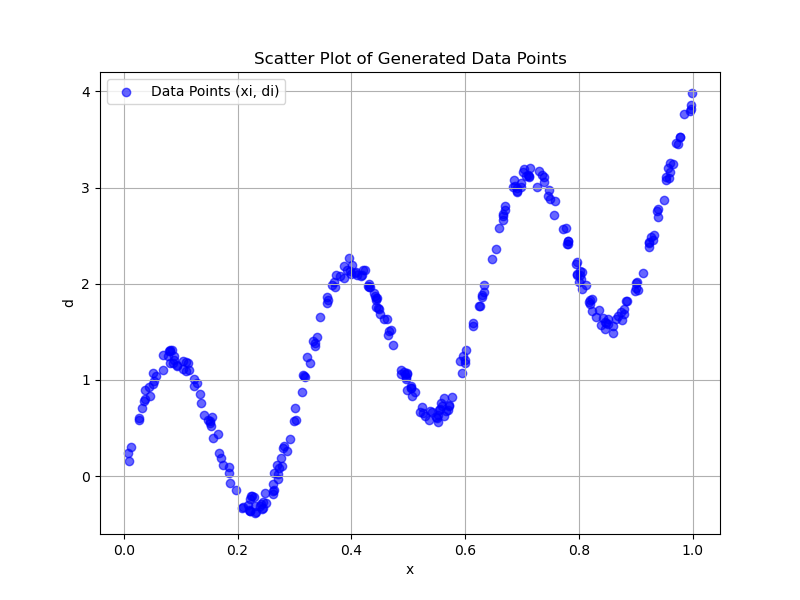 Scatter Plot of Generated Data Points
Data Points (xi, di)
4
3
2
1
0
d
0.0 0.2 0.4 0.6 0.8 1.0
x